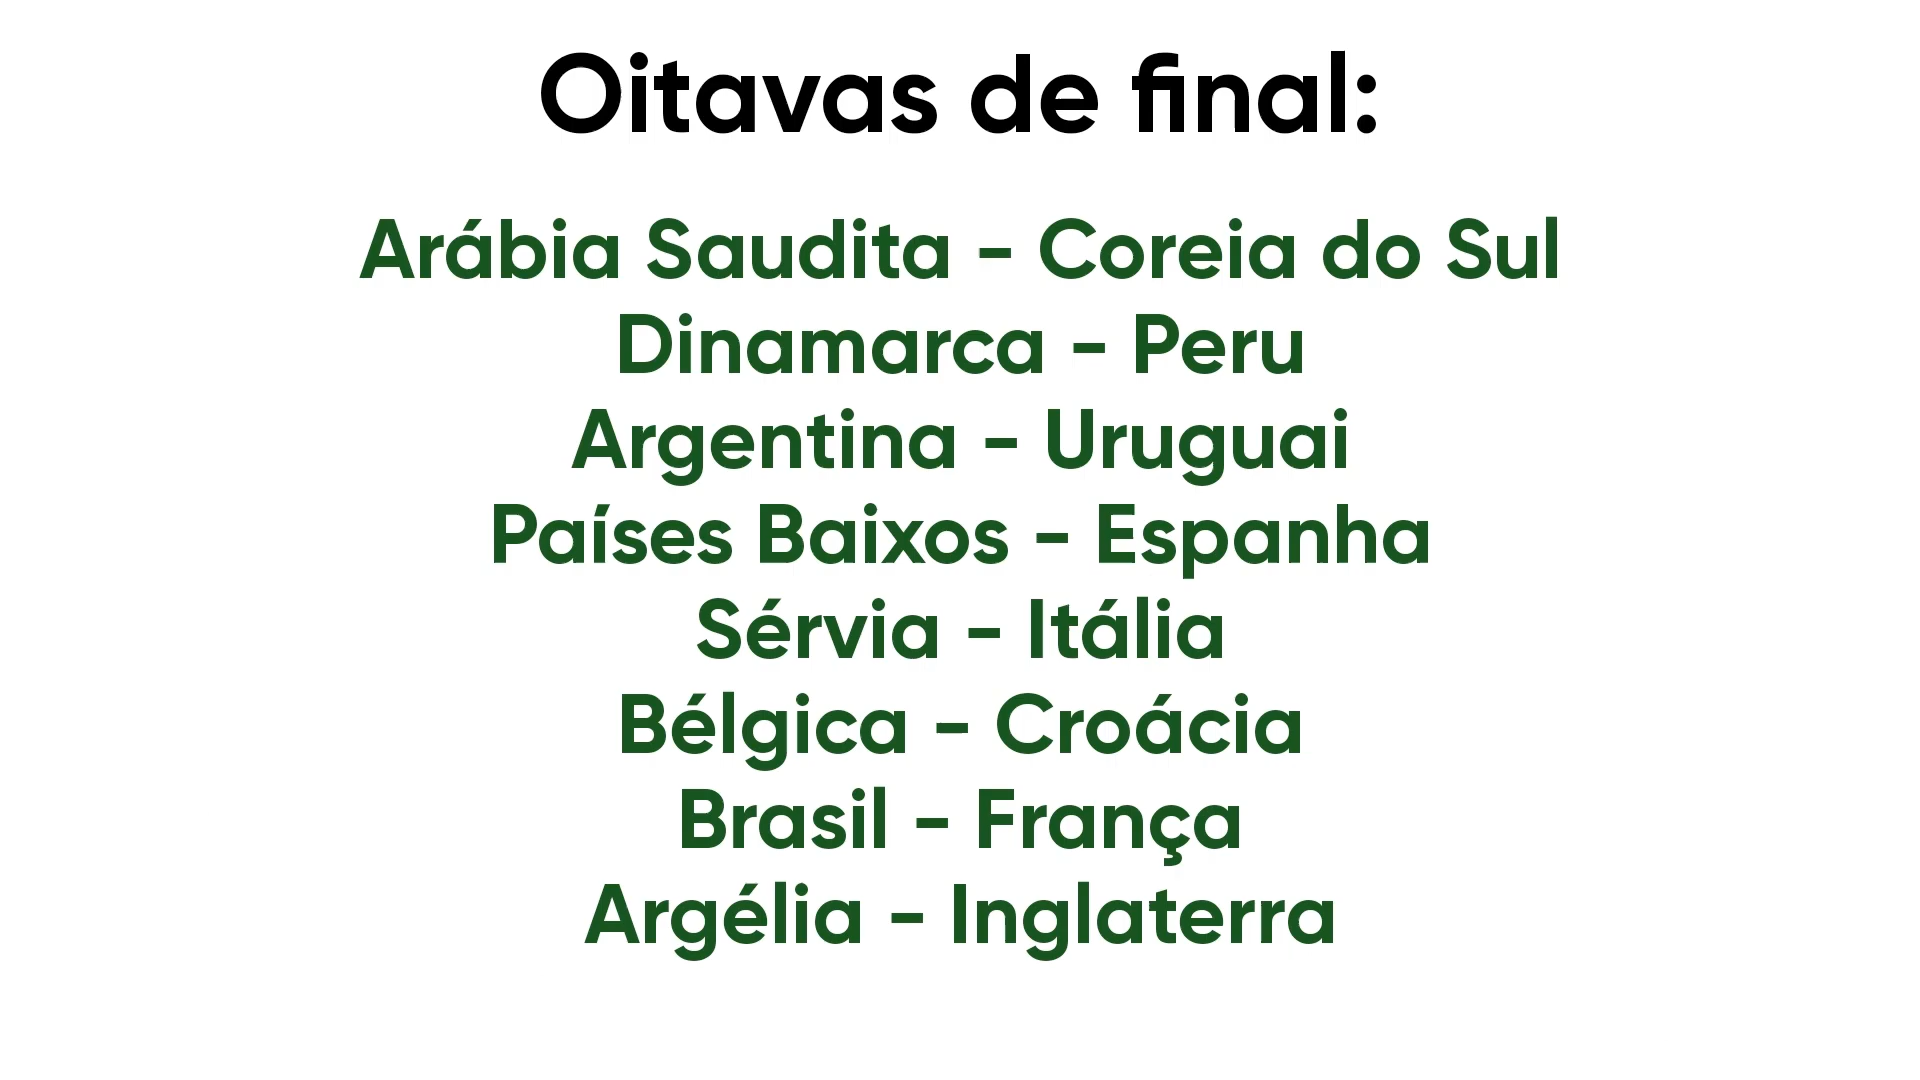 Oitavas de final:
Arábia Saudita - Coreia do Sul
Dinamarca - Peru
Argentina - Uruguai
Países Baixos - Espanha
Sérvia - Itália
Bélgica - Croácia
Brasil - França
Argélia - Inglaterra